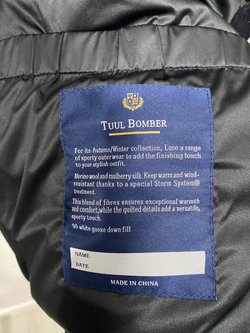 TUUL BOMBER
For its Autumn/Winter collection, Loro a range
of sporty outerwear to add the finishing touch
to your stylish outfit.
Merino wool and mulberry silk. Keep warm and wind-
resistant thanks to a special Storm System®
treatment.
This blend of fibres ensures exceptional warmth
and comfort, while the quilted details add a versatile,
sporty touch.
90 white goose down fill
NAME
DATE
MADE IN CHINA